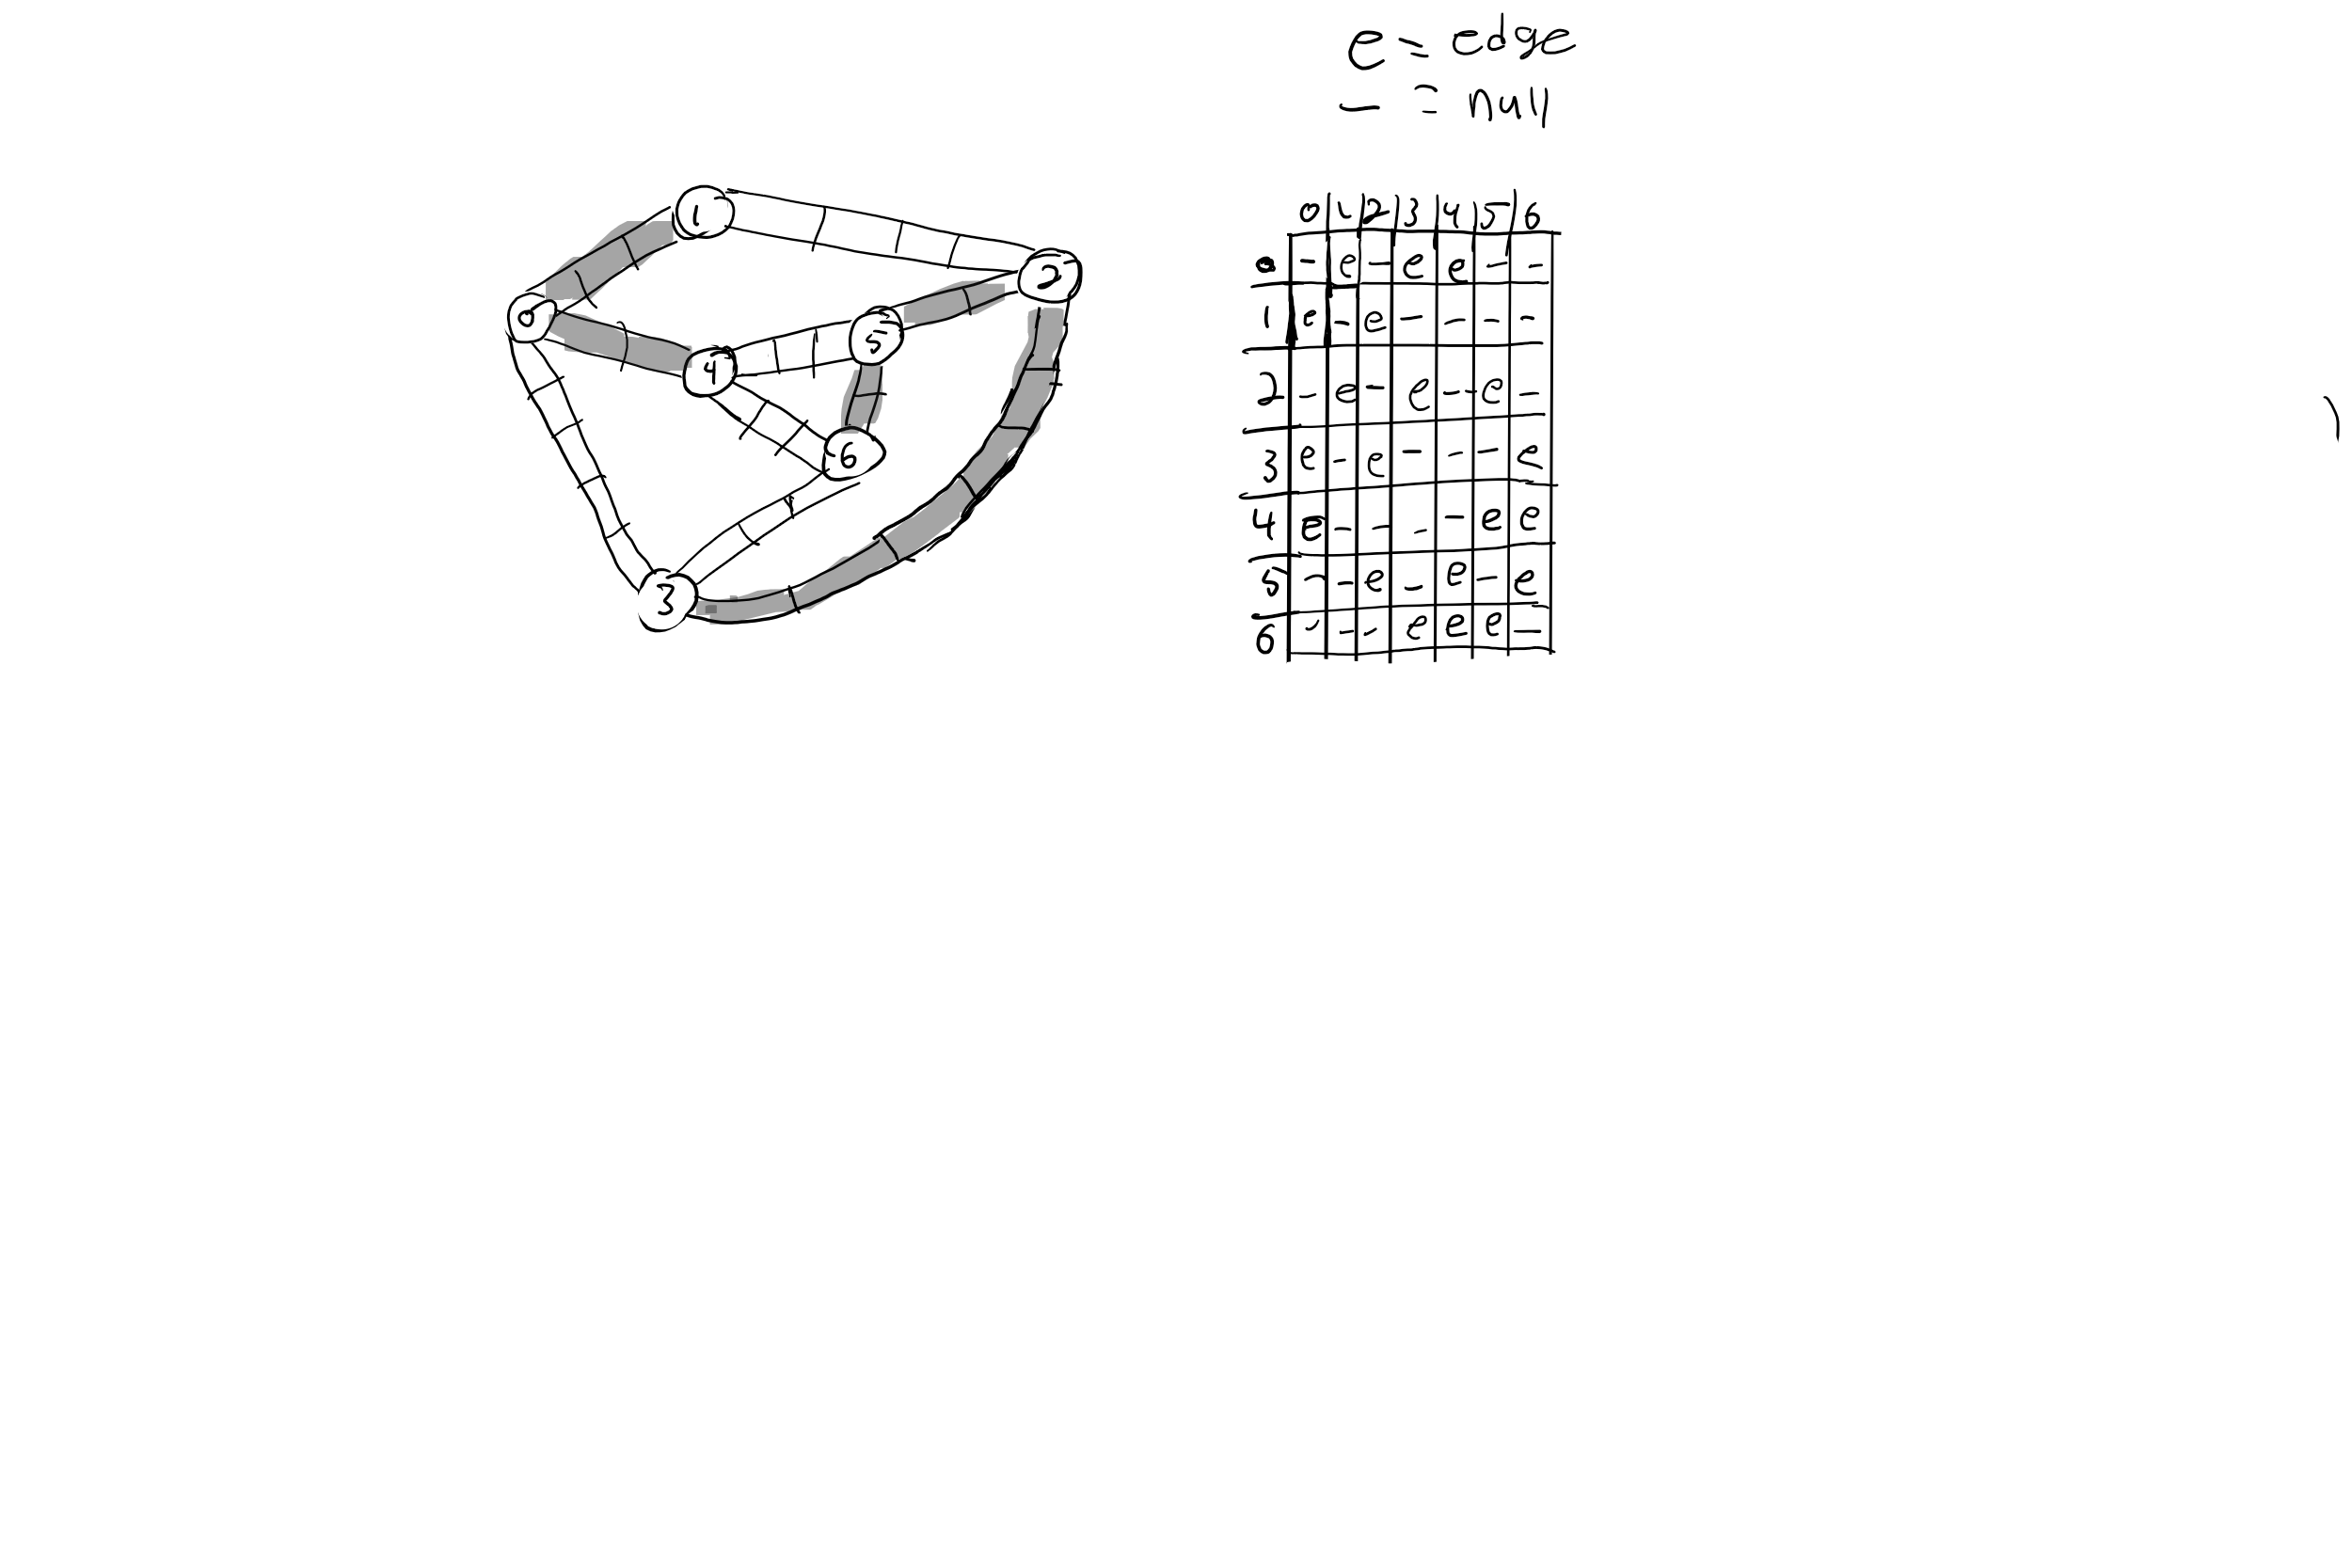 e = edge
- = null
1
2
0
5
4
6
3
0 1 2 3 4 5 6
0 - e - e e - -
1 e - e - - - -
2 - e - e - e -
3 e - e - - - e
4 e - - - - e e
5 - - e - e - e
6 - - - e e e -